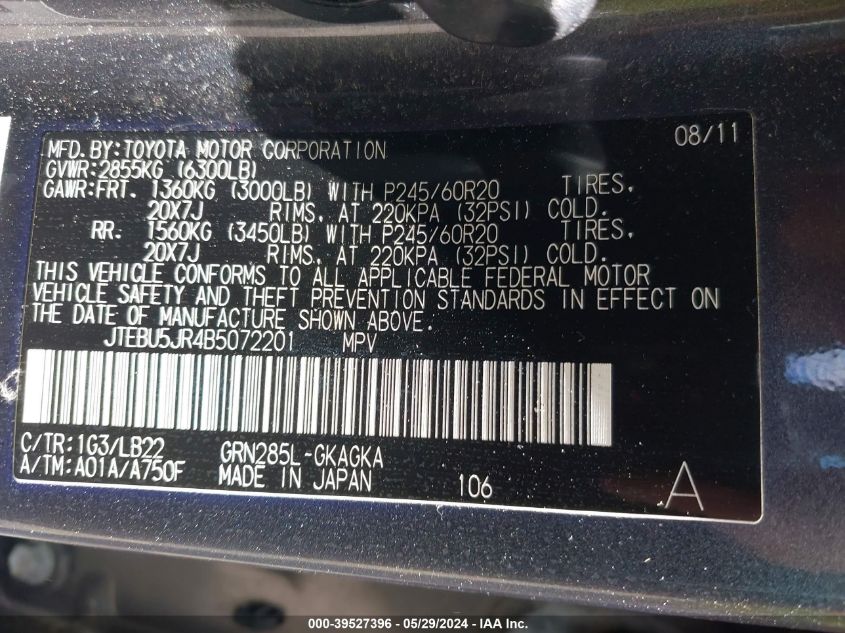 08/11
MFD.BY:TOYOTA MOTOR CORPORATION
GVWR:2855KG (6300LB)
GAWR:FRT. 1360KG (3000LB) WITH P245/60R20 TIRES,
20X7J RIMS, AT 220KPA (32PSI) COLD.
RR. 1560KG (3450LB) WITH P245/60R20 TIRES,
20X7J RIMS, AT 220KPA (32PSI) COLD.
THIS VEHICLE CONFORMS TO ALL APPLICABLE FEDERAL MOTOR
VEHICLE SAFETY AND THEFT PREVENTION STANDARDS IN EFFECT ON
THE DATE OF MANUFACTURE SHOWN ABOVE.
JTEBU5JR4B5072201 MPV
C/TR:1G3/LB22 GRN285L-GKAGKA
A/TM:A01A/A750F MADE IN JAPAN 106 A
000-39527396 - 05/29/2024 - IAA Inc.